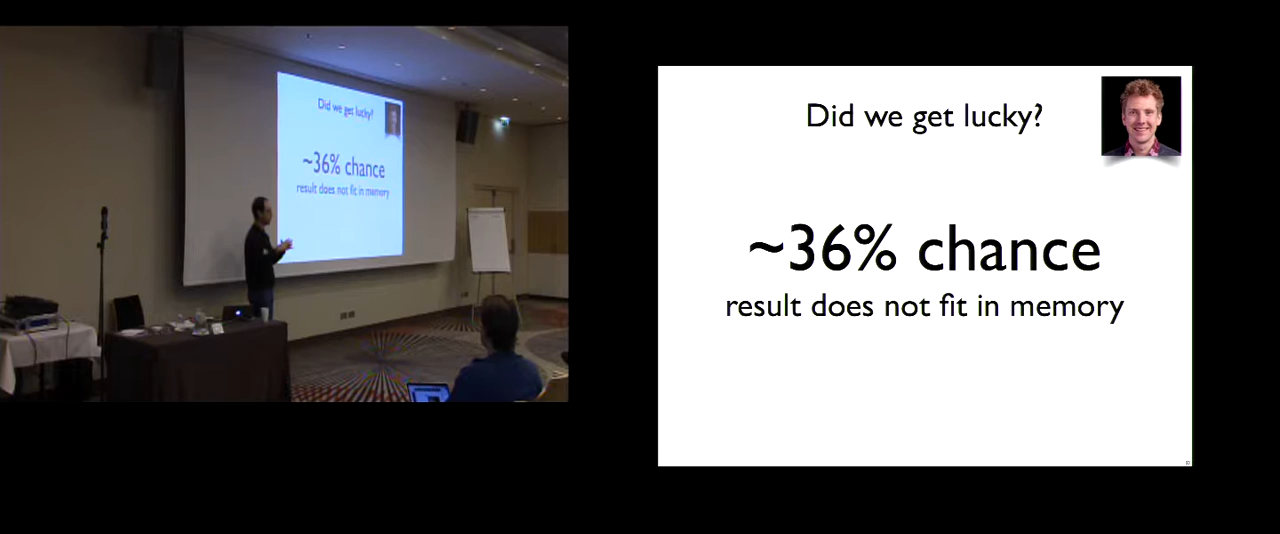 Did we get lucky?
~36% chance
result does not fit in memory
Did we get lucky?
~36% chance
result does not fit in memory